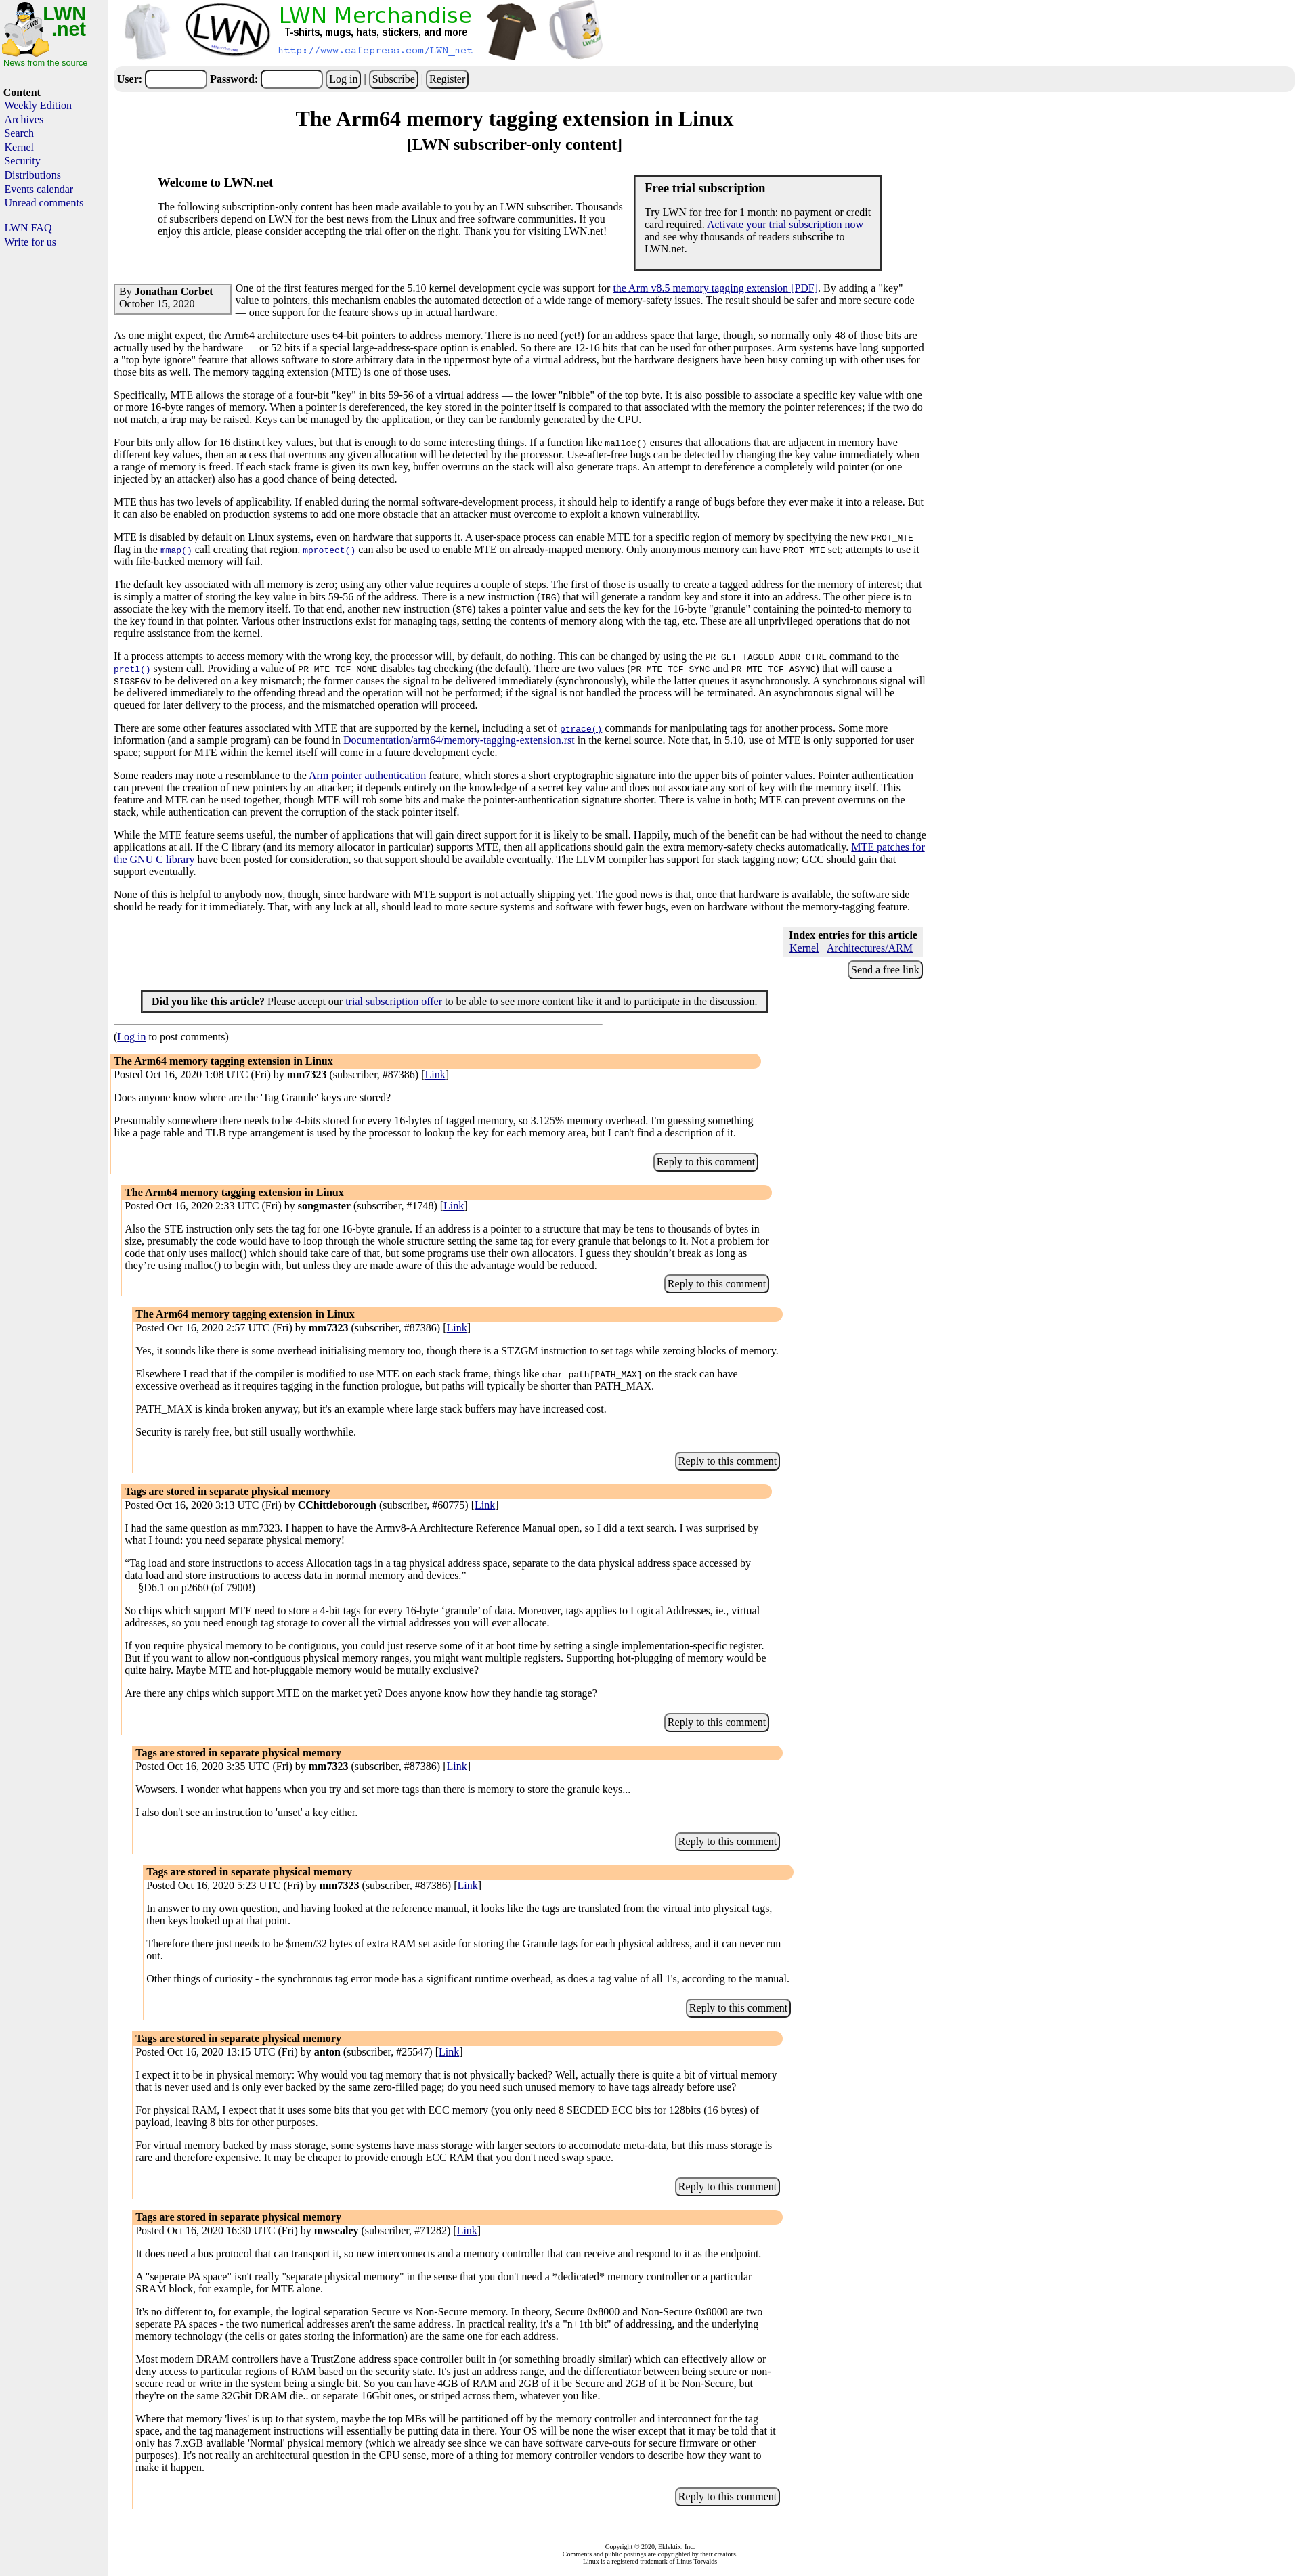 LWN
.net
News from the source
Content
Weekly Edition
Archives
Search
Kernel
Security
Distributions
Events calendar
Unread comments
LWN FAQ
Write for us
LWN
http://lwn.net
LWN Merchandise
T-shirts, mugs, hats, stickers, and more
http://www.cafepress.com/LWN_net
User: Password: Log in | Subscribe | Register
The Arm64 memory tagging extension in Linux
[LWN subscriber-only content]
Welcome to LWN.net
The following subscription-only content has been made available to you by an LWN subscriber. Thousands
of subscribers depend on LWN for the best news from the Linux and free software communities. If you
enjoy this article, please consider accepting the trial offer on the right. Thank you for visiting LWN.net!
Free trial subscription
Try LWN for free for 1 month: no payment or credit
card required. Activate your trial subscription now
and see why thousands of readers subscribe to
LWN.net.
By Jonathan Corbet
October 15, 2020
One of the first features merged for the 5.10 kernel development cycle was support for the Arm v8.5 memory tagging extension [PDF]. By adding a "key"
value to pointers, this mechanism enables the automated detection of a wide range of memory-safety issues. The result should be safer and more secure code
— once support for the feature shows up in actual hardware.
As one might expect, the Arm64 architecture uses 64-bit pointers to address memory. There is no need (yet!) for an address space that large, though, so normally only 48 of those bits are
actually used by the hardware — or 52 bits if a special large-address-space option is enabled. So there are 12-16 bits that can be used for other purposes. Arm systems have long supported
a "top byte ignore" feature that allows software to store arbitrary data in the uppermost byte of a virtual address, but the hardware designers have been busy coming up with other uses for
those bits as well. The memory tagging extension (MTE) is one of those uses.
Specifically, MTE allows the storage of a four-bit "key" in bits 59-56 of a virtual address — the lower "nibble" of the top byte. It is also possible to associate a specific key value with one
or more 16-byte ranges of memory. When a pointer is dereferenced, the key stored in the pointer itself is compared to that associated with the memory the pointer references; if the two do
not match, a trap may be raised. Keys can be managed by the application, or they can be randomly generated by the CPU.
Four bits only allow for 16 distinct key values, but that is enough to do some interesting things. If a function like malloc() ensures that allocations that are adjacent in memory have
different key values, then an access that overruns any given allocation will be detected by the processor. Use-after-free bugs can be detected by changing the key value immediately when
a range of memory is freed. If each stack frame is given its own key, buffer overruns on the stack will also generate traps. An attempt to dereference a completely wild pointer (or one
injected by an attacker) also has a good chance of being detected.
MTE thus has two levels of applicability. If enabled during the normal software-development process, it should help to identify a range of bugs before they ever make it into a release. But
it can also be enabled on production systems to add one more obstacle that an attacker must overcome to exploit a known vulnerability.
MTE is disabled by default on Linux systems, even on hardware that supports it. A user-space process can enable MTE for a specific region of memory by specifying the new PROT_MTE
flag in the mmap() call creating that region. mprotect() can also be used to enable MTE on already-mapped memory. Only anonymous memory can have PROT_MTE set; attempts to use it
with file-backed memory will fail.
The default key associated with all memory is zero; using any other value requires a couple of steps. The first of those is usually to create a tagged address for the memory of interest; that
is simply a matter of storing the key value in bits 59-56 of the address. There is a new instruction (IRG) that will generate a random key and store it into an address. The other piece is to
associate the key with the memory itself. To that end, another new instruction (STG) takes a pointer value and sets the key for the 16-byte "granule" containing the pointed-to memory to
the key found in that pointer. Various other instructions exist for managing tags, setting the contents of memory along with the tag, etc. These are all unprivileged operations that do not
require assistance from the kernel.
If a process attempts to access memory with the wrong key, the processor will, by default, do nothing. This can be changed by using the PR_GET_TAGGED_ADDR_CTRL command to the
prctl() system call. Providing a value of PR_MTE_TCF_NONE disables tag checking (the default). There are two values (PR_MTE_TCF_SYNC and PR_MTE_TCF_ASYNC) that will cause a
SIGSEGV to be delivered on a key mismatch; the former causes the signal to be delivered immediately (synchronously), while the latter queues it asynchronously. A synchronous signal will
be delivered immediately to the offending thread and the operation will not be performed; if the signal is not handled the process will be terminated. An asynchronous signal will be
queued for later delivery to the process, and the mismatched operation will proceed.
There are some other features associated with MTE that are supported by the kernel, including a set of ptrace() commands for manipulating tags for another process. Some more
information (and a sample program) can be found in Documentation/arm64/memory-tagging-extension.rst in the kernel source. Note that, in 5.10, use of MTE is only supported for user
space; support for MTE within the kernel itself will come in a future development cycle.
Some readers may note a resemblance to the Arm pointer authentication feature, which stores a short cryptographic signature into the upper bits of pointer values. Pointer authentication
can prevent the creation of new pointers by an attacker; it depends entirely on the knowledge of a secret key value and does not associate any sort of key with the memory itself. This
feature and MTE can be used together, though MTE will rob some bits and make the pointer-authentication signature shorter. There is value in both; MTE can prevent overruns on the
stack, while authentication can prevent the corruption of the stack pointer itself.
While the MTE feature seems useful, the number of applications that will gain direct support for it is likely to be small. Happily, much of the benefit can be had without the need to change
applications at all. If the C library (and its memory allocator in particular) supports MTE, then all applications should gain the extra memory-safety checks automatically. MTE patches for
the GNU C library have been posted for consideration, so that support should be available eventually. The LLVM compiler has support for stack tagging now; GCC should gain that
support eventually.
None of this is helpful to anybody now, though, since hardware with MTE support is not actually shipping yet. The good news is that, once that hardware is available, the software side
should be ready for it immediately. That, with any luck at all, should lead to more secure systems and software with fewer bugs, even on hardware without the memory-tagging feature.
Index entries for this article
Kernel Architectures/ARM
Send a free link
Did you like this article? Please accept our trial subscription offer to be able to see more content like it and to participate in the discussion.
(Log in to post comments)
The Arm64 memory tagging extension in Linux
Posted Oct 16, 2020 1:08 UTC (Fri) by mm7323 (subscriber, #87386) [Link]
Does anyone know where are the 'Tag Granule' keys are stored?
Presumably somewhere there needs to be 4-bits stored for every 16-bytes of tagged memory, so 3.125% memory overhead. I'm guessing something
like a page table and TLB type arrangement is used by the processor to lookup the key for each memory area, but I can't find a description of it.
Reply to this comment
The Arm64 memory tagging extension in Linux
Posted Oct 16, 2020 2:33 UTC (Fri) by songmaster (subscriber, #1748) [Link]
Also the STE instruction only sets the tag for one 16-byte granule. If an address is a pointer to a structure that may be tens to thousands of bytes in
size, presumably the code would have to loop through the whole structure setting the same tag for every granule that belongs to it. Not a problem for
code that only uses malloc() which should take care of that, but some programs use their own allocators. I guess they shouldn’t break as long as
they’re using malloc() to begin with, but unless they are made aware of this the advantage would be reduced.
Reply to this comment
The Arm64 memory tagging extension in Linux
Posted Oct 16, 2020 2:57 UTC (Fri) by mm7323 (subscriber, #87386) [Link]
Yes, it sounds like there is some overhead initialising memory too, though there is a STZGM instruction to set tags while zeroing blocks of memory.
Elsewhere I read that if the compiler is modified to use MTE on each stack frame, things like char path[PATH_MAX] on the stack can have
excessive overhead as it requires tagging in the function prologue, but paths will typically be shorter than PATH_MAX.
PATH_MAX is kinda broken anyway, but it's an example where large stack buffers may have increased cost.
Security is rarely free, but still usually worthwhile.
Reply to this comment
Tags are stored in separate physical memory
Posted Oct 16, 2020 3:13 UTC (Fri) by CChittleborough (subscriber, #60775) [Link]
I had the same question as mm7323. I happen to have the Armv8-A Architecture Reference Manual open, so I did a text search. I was surprised by
what I found: you need separate physical memory!
“Tag load and store instructions to access Allocation tags in a tag physical address space, separate to the data physical address space accessed by
data load and store instructions to access data in normal memory and devices.”
— §D6.1 on p2660 (of 7900!)
So chips which support MTE need to store a 4-bit tags for every 16-byte ‘granule’ of data. Moreover, tags applies to Logical Addresses, ie., virtual
addresses, so you need enough tag storage to cover all the virtual addresses you will ever allocate.
If you require physical memory to be contiguous, you could just reserve some of it at boot time by setting a single implementation-specific register.
But if you want to allow non-contiguous physical memory ranges, you might want multiple registers. Supporting hot-plugging of memory would be
quite hairy. Maybe MTE and hot-pluggable memory would be mutally exclusive?
Are there any chips which support MTE on the market yet? Does anyone know how they handle tag storage?
Reply to this comment
Tags are stored in separate physical memory
Posted Oct 16, 2020 3:35 UTC (Fri) by mm7323 (subscriber, #87386) [Link]
Wowsers. I wonder what happens when you try and set more tags than there is memory to store the granule keys...
I also don't see an instruction to 'unset' a key either.
Reply to this comment
Tags are stored in separate physical memory
Posted Oct 16, 2020 5:23 UTC (Fri) by mm7323 (subscriber, #87386) [Link]
In answer to my own question, and having looked at the reference manual, it looks like the tags are translated from the virtual into physical tags,
then keys looked up at that point.
Therefore there just needs to be $mem/32 bytes of extra RAM set aside for storing the Granule tags for each physical address, and it can never run
out.
Other things of curiosity - the synchronous tag error mode has a significant runtime overhead, as does a tag value of all 1's, according to the manual.
Reply to this comment
Tags are stored in separate physical memory
Posted Oct 16, 2020 13:15 UTC (Fri) by anton (subscriber, #25547) [Link]
I expect it to be in physical memory: Why would you tag memory that is not physically backed? Well, actually there is quite a bit of virtual memory
that is never used and is only ever backed by the same zero-filled page; do you need such unused memory to have tags already before use?
For physical RAM, I expect that it uses some bits that you get with ECC memory (you only need 8 SECDED ECC bits for 128bits (16 bytes) of
payload, leaving 8 bits for other purposes.
For virtual memory backed by mass storage, some systems have mass storage with larger sectors to accomodate meta-data, but this mass storage is
rare and therefore expensive. It may be cheaper to provide enough ECC RAM that you don't need swap space.
Reply to this comment
Tags are stored in separate physical memory
Posted Oct 16, 2020 16:30 UTC (Fri) by mwsealey (subscriber, #71282) [Link]
It does need a bus protocol that can transport it, so new interconnects and a memory controller that can receive and respond to it as the endpoint.
A "seperate PA space" isn't really "separate physical memory" in the sense that you don't need a *dedicated* memory controller or a particular
SRAM block, for example, for MTE alone.
It's no different to, for example, the logical separation Secure vs Non-Secure memory. In theory, Secure 0x8000 and Non-Secure 0x8000 are two
seperate PA spaces - the two numerical addresses aren't the same address. In practical reality, it's a "n+1th bit" of addressing, and the underlying
memory technology (the cells or gates storing the information) are the same one for each address.
Most modern DRAM controllers have a TrustZone address space controller built in (or something broadly similar) which can effectively allow or
deny access to particular regions of RAM based on the security state. It's just an address range, and the differentiator between being secure or non-
secure read or write in the system being a single bit. So you can have 4GB of RAM and 2GB of it be Secure and 2GB of it be Non-Secure, but
they're on the same 32Gbit DRAM die.. or separate 16Gbit ones, or striped across them, whatever you like.
Where that memory 'lives' is up to that system, maybe the top MBs will be partitioned off by the memory controller and interconnect for the tag
space, and the tag management instructions will essentially be putting data in there. Your OS will be none the wiser except that it may be told that it
only has 7.xGB available 'Normal' physical memory (which we already see since we can have software carve-outs for secure firmware or other
purposes). It's not really an architectural question in the CPU sense, more of a thing for memory controller vendors to describe how they want to
make it happen.
Reply to this comment
Copyright © 2020, Eklektix, Inc.
Comments and public postings are copyrighted by their creators.
Linux is a registered trademark of Linus Torvalds